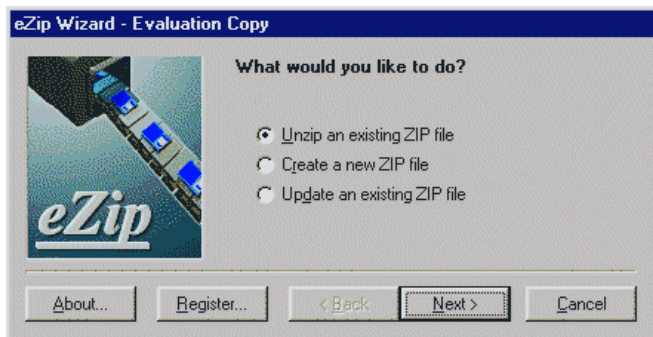 eZip Wizard - Evaluation Copy
What would you like to do?
Unzip an existing ZIP file
Create a new ZIP file
Update an existing ZIP file
eZip
About... Register... < Back Next > Cancel